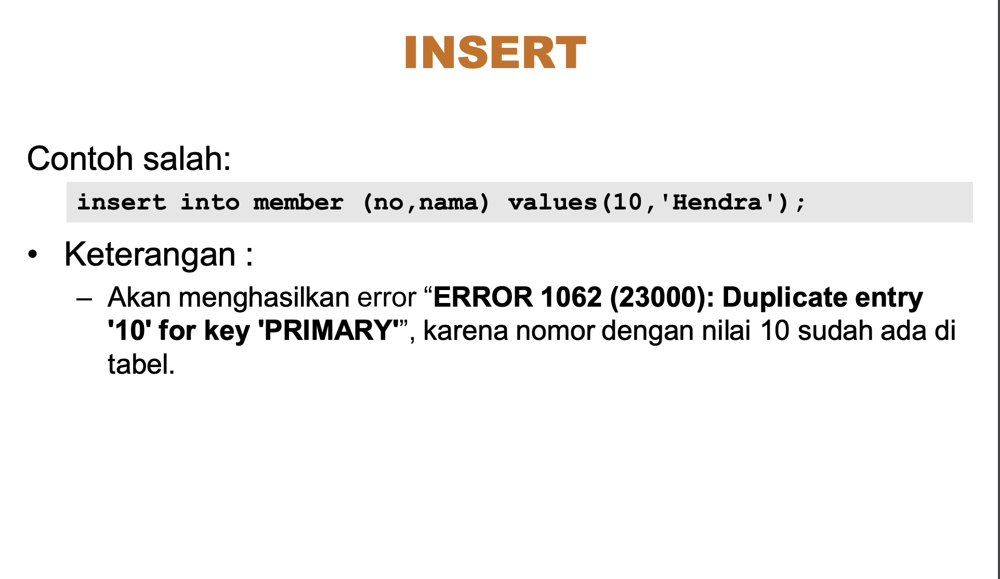 INSERT
Contoh salah:
insert into member (no,nama) values(10,'Hendra');
• Keterangan :
– Akan menghasilkan error “ERROR 1062 (23000): Duplicate entry
'10' for key 'PRIMARY'”, karena nomor dengan nilai 10 sudah ada di
tabel.